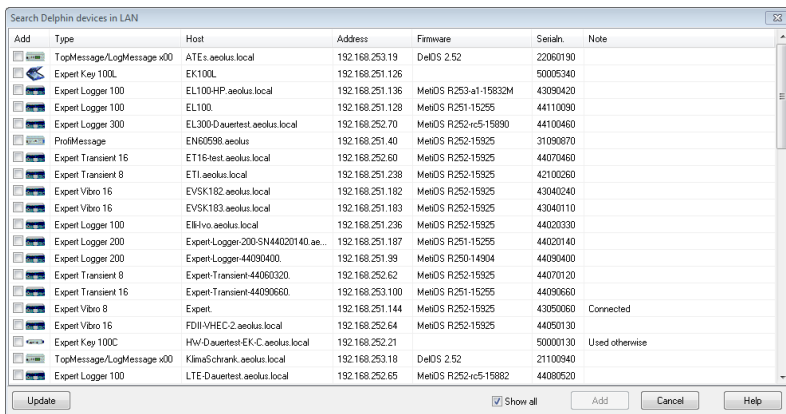 Search Delphin devices in LAN
Add Type Host Address Firmware Serialn. Note
TopMessage/LogMessage x00 ATEs.aeolus.local 192.168.253.19 DelOS 2.52 22060190
Expert Key 100L EK100L 192.168.251.126 50005340
Expert Logger 100 EL100-HP.aeolus.local 192.168.251.136 MetiOS R253-a1-15832M 43090420
Expert Logger 100 EL100. 192.168.251.128 MetiOS R251-15255 44110090
Expert Logger 300 EL300-Dauertest.aeolus.local 192.168.252.70 MetiOS R252-rc5-15890 44100460
ProfiMessage EN60598.aeolus 192.168.251.40 MetiOS R252-15925 31090870
Expert Transient 16 ET16-test.aeolus.local 192.168.252.60 MetiOS R252-15925 44070460
Expert Transient 8 ETI.aeolus.local 192.168.251.238 MetiOS R252-15925 42100260
Expert Vibro 16 EVSK182.aeolus.local 192.168.251.182 MetiOS R252-15925 43040240
Expert Vibro 16 EVSK183.aeolus.local 192.168.251.183 MetiOS R252-15925 43040110
Expert Logger 100 Elli-Ivo.aeolus.local 192.168.251.236 MetiOS R252-15925 44020330
Expert Logger 200 Expert-Logger-200-SN44020140.ae... 192.168.251.187 MetiOS R251-15255 44020140
Expert Logger 200 Expert-Logger-44090400. 192.168.251.99 MetiOS R250-14904 44090400
Expert Transient 8 Expert-Transient-44060320. 192.168.252.62 MetiOS R252-15925 44070120
Expert Transient 16 Expert-Transient-44090660. 192.168.253.100 MetiOS R251-15255 44090660
Expert Vibro 8 Expert. 192.168.251.144 MetiOS R252-15925 43050060 Connected
Expert Vibro 16 FDII-VHEC-2.aeolus.local 192.168.252.64 MetiOS R252-15925 44050130
Expert Key 100C HW-Dauertest-EK-C.aeolus.local 192.168.252.21 50000130 Used otherwise
TopMessage/LogMessage x00 KlimaSchrank.aeolus.local 192.168.253.18 DelOS 2.52 21100940
Expert Logger 100 LTE-Dauertest.aeolus.local 192.168.252.65 MetiOS R252-rc5-15882 44080520
Update Show all Add Cancel Help